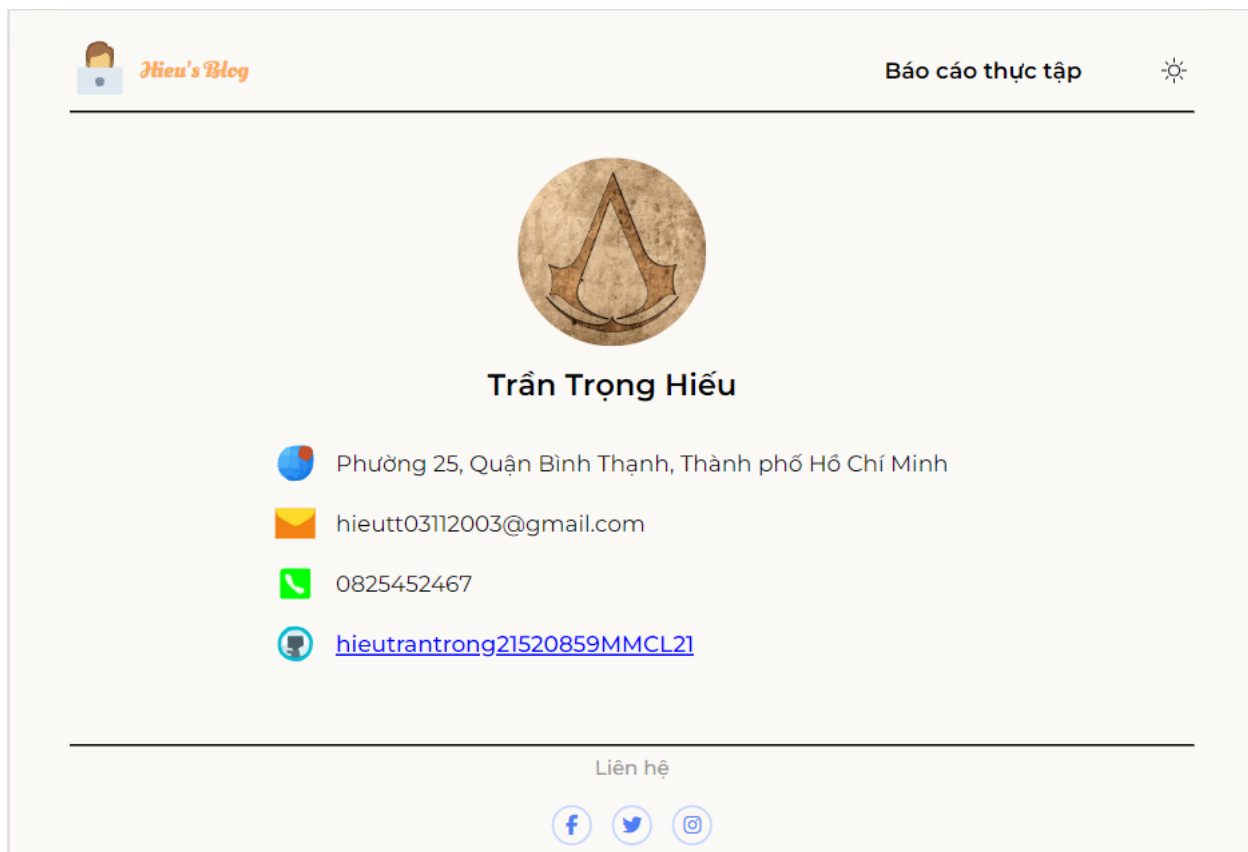 Hieu's Blog
Báo cáo thực tập
Trần Trọng Hiếu
Phường 25, Quận Bình Thạnh, Thành phố Hồ Chí Minh
hieutt03112003@gmail.com
0825452467
hieutrantrong21520859MMCL21
Liên hệ